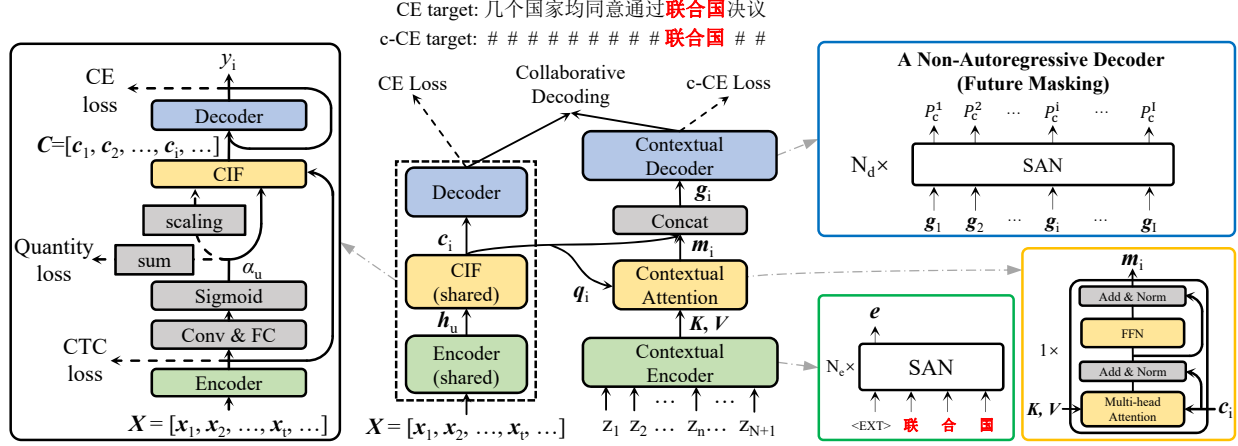 CE target: 几个国家均同意通过联合国决议
c-CE target: # # # # # # # # # 联合国 # #
y_i
CE loss
Decoder
C=[c_1, c_2, …, c_i, …]
CIF
scaling
Quantity loss
sum
α_u
Sigmoid
Conv & FC
CTC loss
Encoder
X = [x_1, x_2, …, x_t, …]
CE Loss
Collaborative Decoding
c-CE Loss
Decoder
c_i
CIF (shared)
h_u
Encoder (shared)
X = [x_1, x_2, …, x_t, …]
Contextual Decoder
g_i
Concat
m_i
q_i
Contextual Attention
K, V
Contextual Encoder
z_1 z_2 … z_n … z_N+1
A Non-Autoregressive Decoder
(Future Masking)
P_c^1 P_c^2 … P_c^i … P_c^I
N_d×
SAN
g_1 g_2 … g_i … g_I
e
N_e×
SAN
<EXT> 联 合 国
m_i
Add & Norm
FFN
1×
Add & Norm
K, V
Multi-head Attention
c_i